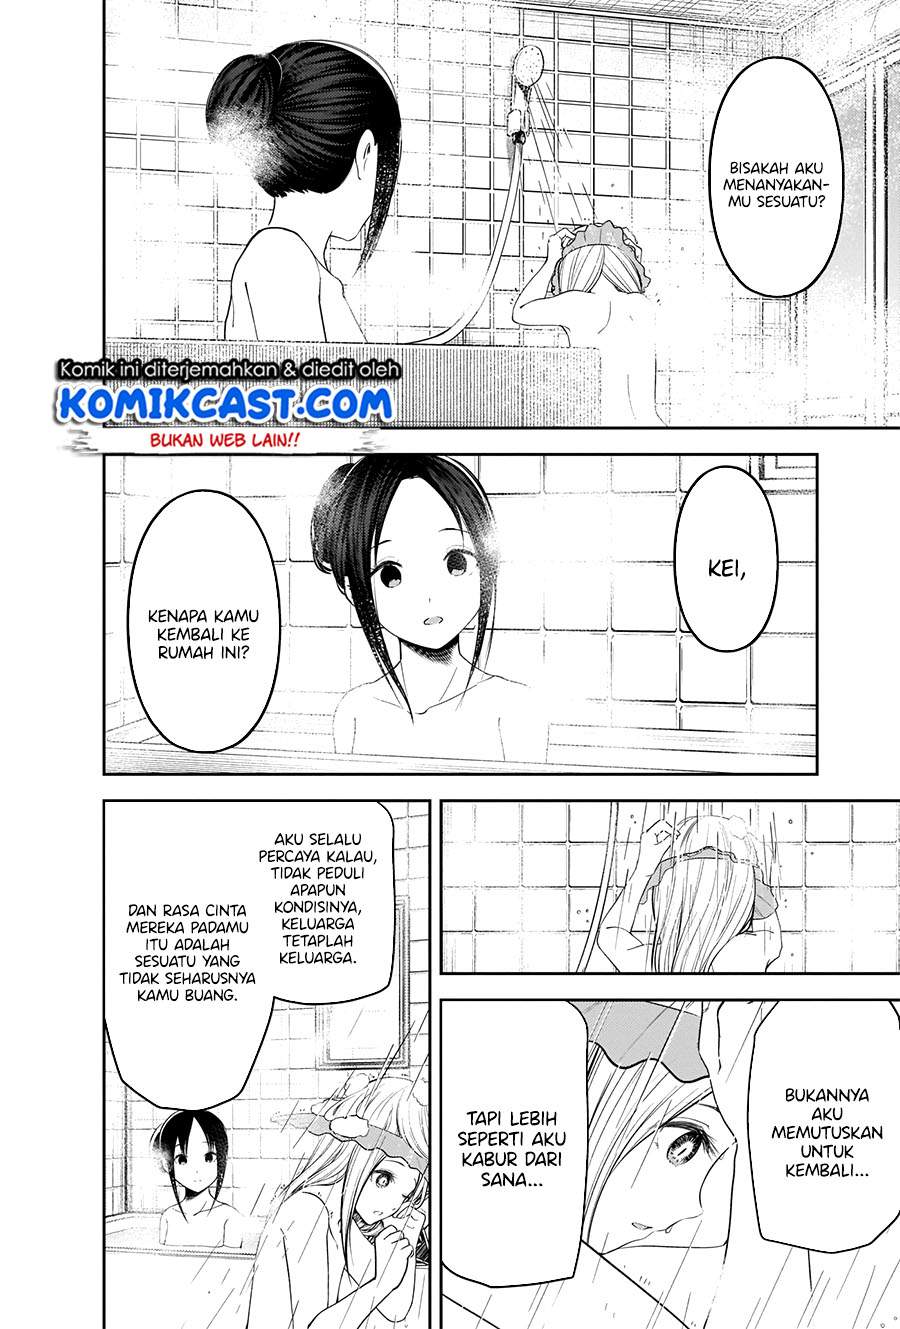 BISAKAH AKU
MENANYAKAN-
MU SESUATU?
Komik ini diterjemahkan & diedit oleh
KOMIKCAST.COM
BUKAN WEB LAIN!!
KEI,
KENAPA KAMU
KEMBALI KE
RUMAH INI?
BUKANNYA
AKU
MEMUTUSKAN
UNTUK
KEMBALI...
TAPI LEBIH
SEPERTI AKU
KABUR DARI
SANA...
AKU SELALU
PERCAYA KALAU,
TIDAK PEDULI
APAPUN
KONDISINYA,
KELUARGA
TETAPLAH
KELUARGA.
DAN RASA CINTA
MEREKA PADAMU
ITU ADALAH
SESUATU YANG
TIDAK SEHARUSNYA
KAMU BUANG.